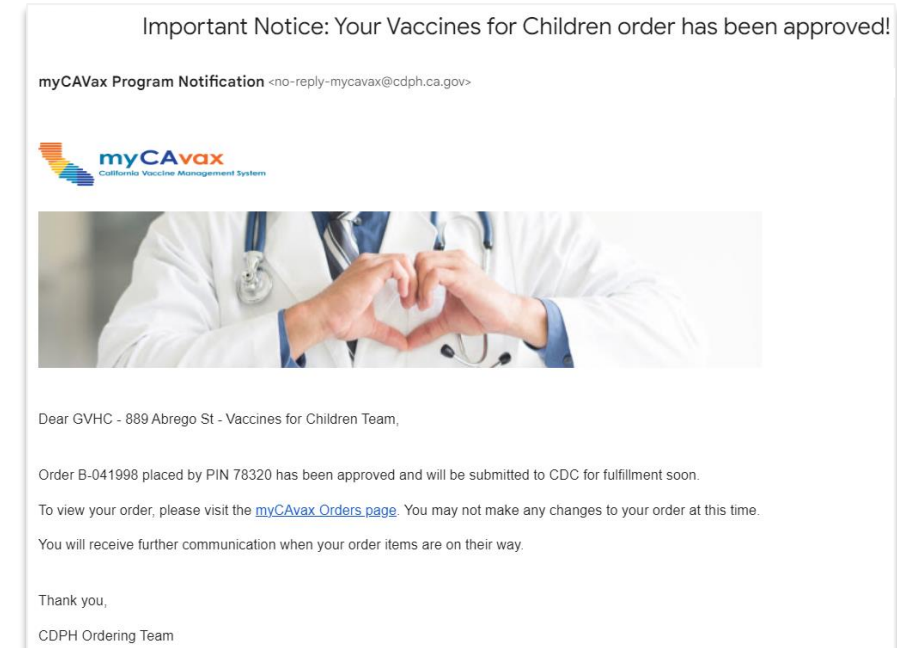 Important Notice: Your Vaccines for Children order has been approved!
myCAVax Program Notification <no-reply-mycavax@cdph.ca.gov>
myCAvax
California Vaccine Management System
Dear GVHC - 889 Abrego St - Vaccines for Children Team,
Order B-041998 placed by PIN 78320 has been approved and will be submitted to CDC for fulfillment soon.
To view your order, please visit the myCAvax Orders page. You may not make any changes to your order at this time.
You will receive further communication when your order items are on their way.
Thank you,
CDPH Ordering Team